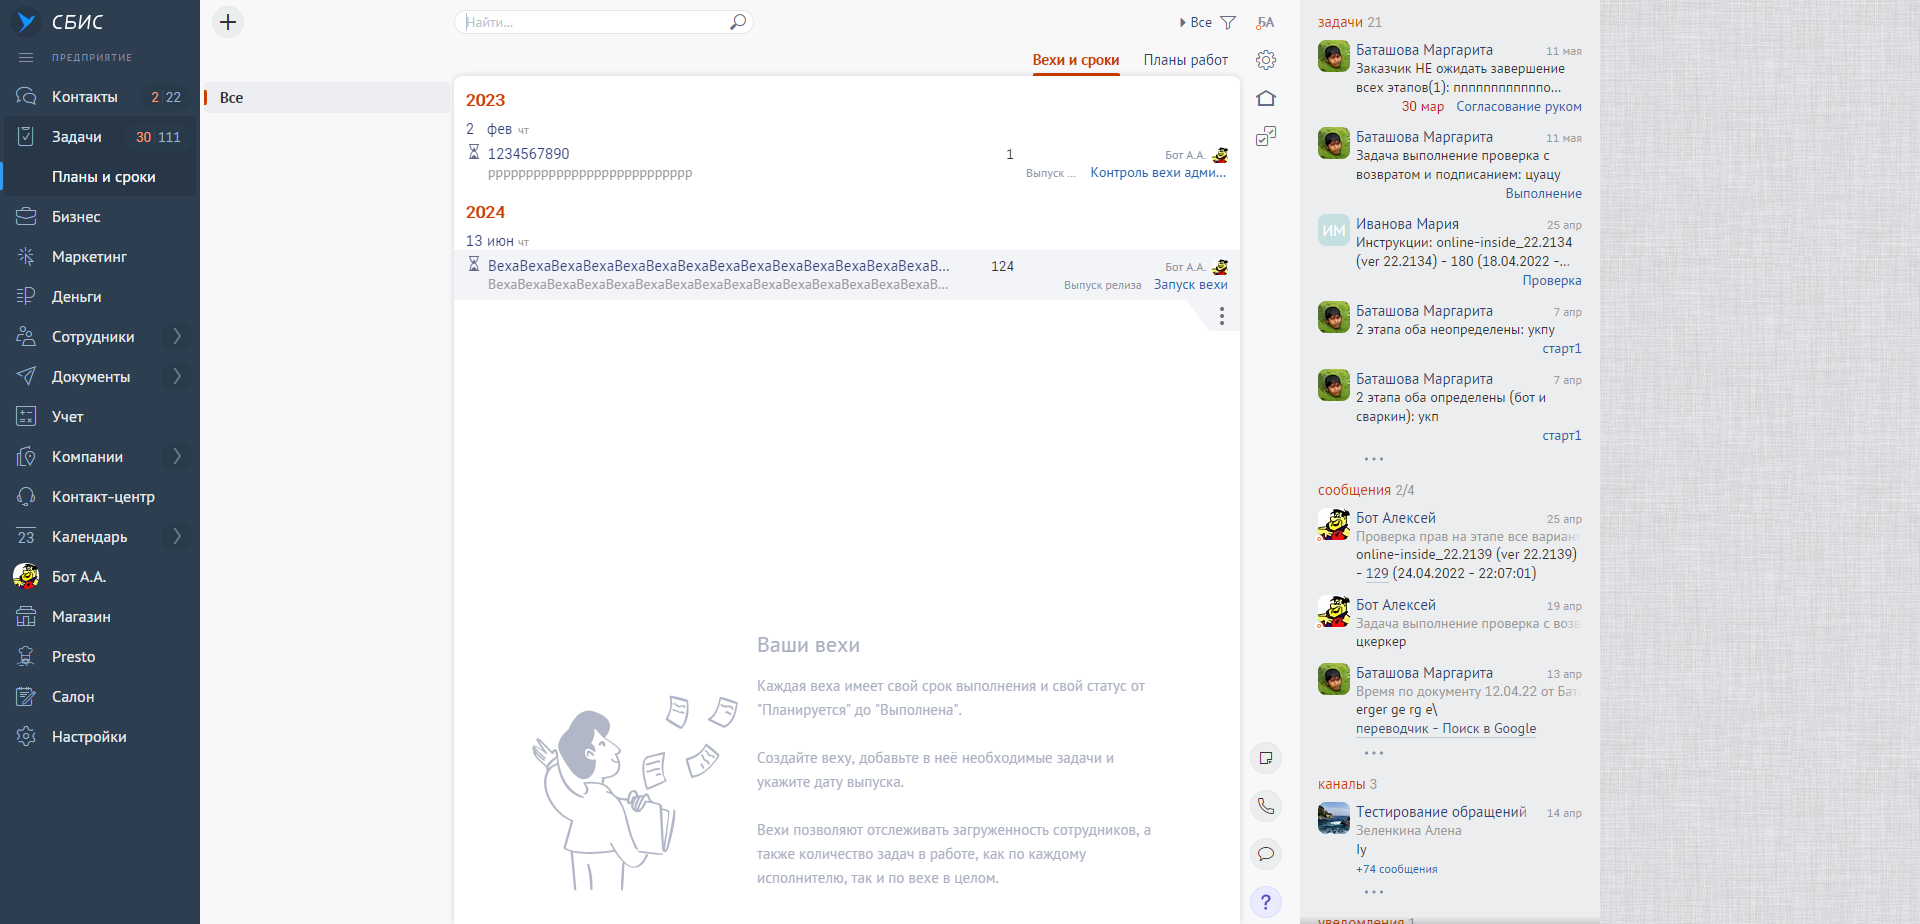 СБИС
ПРЕДПРИЯТИЕ
Контакты 2 22
Задачи 30 111
Планы и сроки
Бизнес
Маркетинг
Деньги
Сотрудники
Документы
Учет
Компании
Контакт-центр
23 Календарь
Бот А.А.
Магазин
Presto
Салон
Настройки
Все
Найти...
Все
БА
Вехи и сроки Планы работ
2023
2 фев чт
1234567890 1 Бот А.А.
ррррррррррррррррррррррррррр Выпуск ... Контроль вехи адми...
2024
13 июн чт
ВехаВехаВехаВехаВехаВехаВехаВехаВехаВехаВехаВехаВехаВехаВ... 124 Бот А.А.
ВехаВехаВехаВехаВехаВехаВехаВехаВехаВехаВехаВехаВехаВехаВехаВ... Выпуск релиза Запуск вехи
Ваши вехи
Каждая веха имеет свой срок выполнения и свой статус от
"Планируется" до "Выполнена".
Создайте веху, добавьте в неё необходимые задачи и
укажите дату выпуска.
Вехи позволяют отслеживать загруженность сотрудников, а
также количество задач в работе, как по каждому
исполнителю, так и по вехе в целом.
?
задачи 21
Баташова Маргарита 11 мая
Заказчик НЕ ожидать завершение
всех этапов(1): ппппппппппппо...
30 мар Согласование руком
Баташова Маргарита 11 мая
Задача выполнение проверка с
возвратом и подписанием: цуацу
Выполнение
ИМ Иванова Мария 25 апр
Инструкции: online-inside_22.2134
(ver 22.2134) - 180 (18.04.2022 -...
Проверка
Баташова Маргарита 7 апр
2 этапа оба неопределены: укпу
старт1
Баташова Маргарита 7 апр
2 этапа оба определены (бот и
сваркин): укп
старт1
сообщения 2/4
Бот Алексей 25 апр
Проверка прав на этапе все вариант
online-inside_22.2139 (ver 22.2139)
- 129 (24.04.2022 - 22:07:01)
Бот Алексей 19 апр
Задача выполнение проверка с возв
цкеркер
Баташова Маргарита 13 апр
Время по документу 12.04.22 от Бат
erger ge rg e\
переводчик - Поиск в Google
каналы 3
Тестирование обращений 14 апр
Зеленкина Алена
Iy
+74 сообщения
уведомления 1